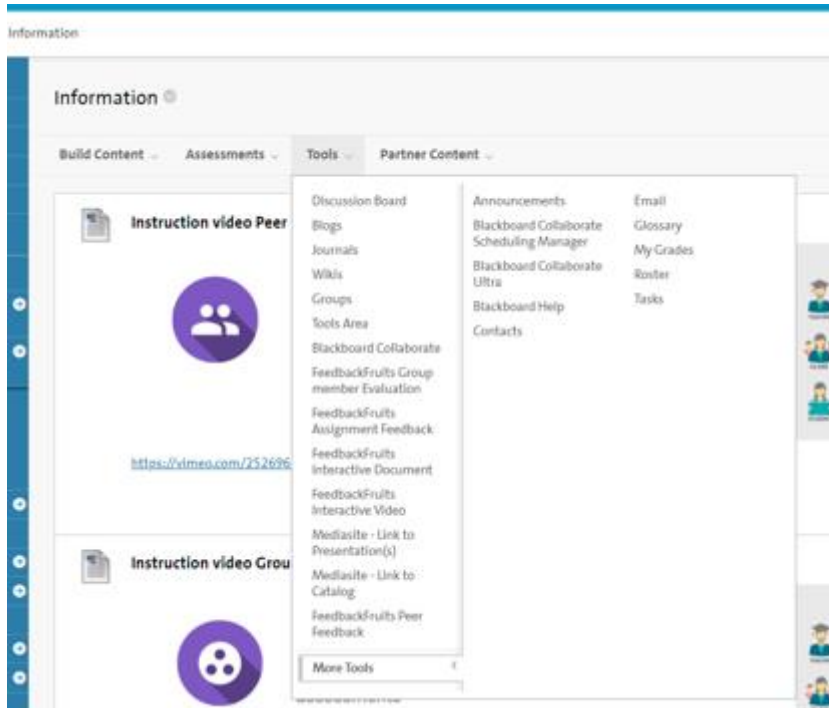 Information
Information
Build Content
Assessments
Tools
Partner Content
Instruction video Peer
https://vimeo.com/252696
Instruction video Grou
Discussion Board
Blogs
Journals
Wikis
Groups
Tools Area
Blackboard Collaborate
FeedbackFruits Group
member Evaluation
FeedbackFruits
Assignment Feedback
FeedbackFruits
Interactive Document
FeedbackFruits
Interactive Video
Mediasite - Link to
Presentation(s)
Mediasite - Link to
Catalog
FeedbackFruits Peer
Feedback
More Tools
Announcements
Blackboard Collaborate
Scheduling Manager
Blackboard Collaborate
Ultra
Blackboard Help
Contacts
Email
Glossary
My Grades
Roster
Tasks